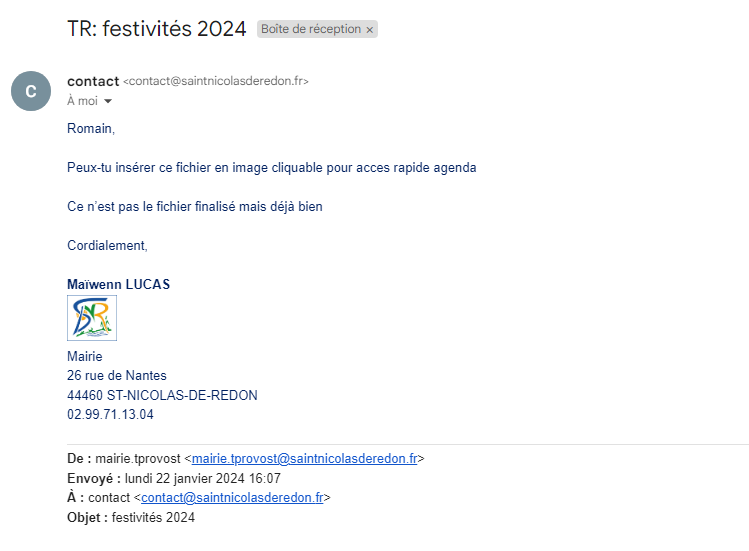 TR: festivités 2024 Boîte de réception ×
C
contact <contact@saintnicolasderedon.fr>
À moi
Romain,
Peux-tu insérer ce fichier en image cliquable pour acces rapide agenda
Ce n'est pas le fichier finalisé mais déjà bien
Cordialement,
Maïwenn LUCAS
Mairie
26 rue de Nantes
44460 ST-NICOLAS-DE-REDON
02.99.71.13.04
De : mairie.tprovost <mairie.tprovost@saintnicolasderedon.fr>
Envoyé : lundi 22 janvier 2024 16:07
À : contact <contact@saintnicolasderedon.fr>
Objet : festivités 2024